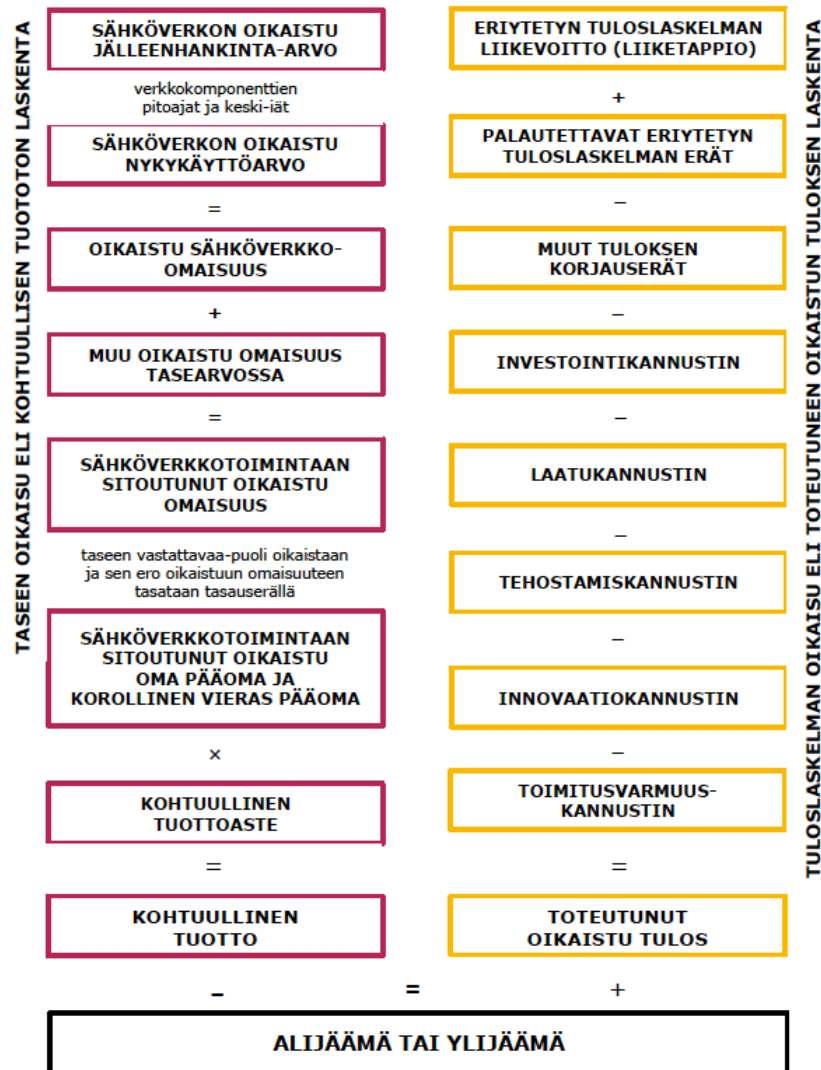 TASEEN OIKAISU ELI KOHTUULLISEN TUOTOTON LASKENTA
SÄHKÖVERKON OIKAISTU
JÄLLEENHANKINTA-ARVO
verkkokomponenttien
pitoajat ja keski-iät
SÄHKÖVERKON OIKAISTU
NYKYKÄYTTÖARVO
=
OIKAISTU SÄHKÖVERKKO-
OMAISUUS
+
MUU OIKAISTU OMAISUUS
TASEARVOSSA
=
SÄHKÖVERKKOTOIMINTAAN
SITOUTUNUT OIKAISTU
OMAISUUS
taseen vastattavaa-puoli oikaistaan
ja sen ero oikaistuun omaisuuteen
tasataan tasauserällä
SÄHKÖVERKKOTOIMINTAAN
SITOUTUNUT OIKAISTU
OMA PÄÄOMA JA
KOROLLINEN VIERAS PÄÄOMA
×
KOHTUULLINEN
TUOTTOASTE
=
KOHTUULLINEN
TUOTTO
ERIYTETYN TULOSLASKELMAN
LIIKEVOITTO (LIIKETAPPIO)
+
PALAUTETTAVAT ERIYTETYN
TULOSLASKELMAN ERÄT
–
MUUT TULOKSEN
KORJAUSERÄT
–
INVESTOINTIKANNUSTIN
–
LAATUKANNUSTIN
–
TEHOSTAMISKANNUSTIN
–
INNOVAATIOKANNUSTIN
–
TOIMITUSVARMUUS-
KANNUSTIN
=
TOTEUTUNUT
OIKAISTU TULOS
TULOSLASKELMAN OIKAISU ELI TOTEUTUNEEN OIKAISTUN TULOKSEN LASKENTA
– = +
ALIJÄÄMÄ TAI YLIJÄÄMÄ